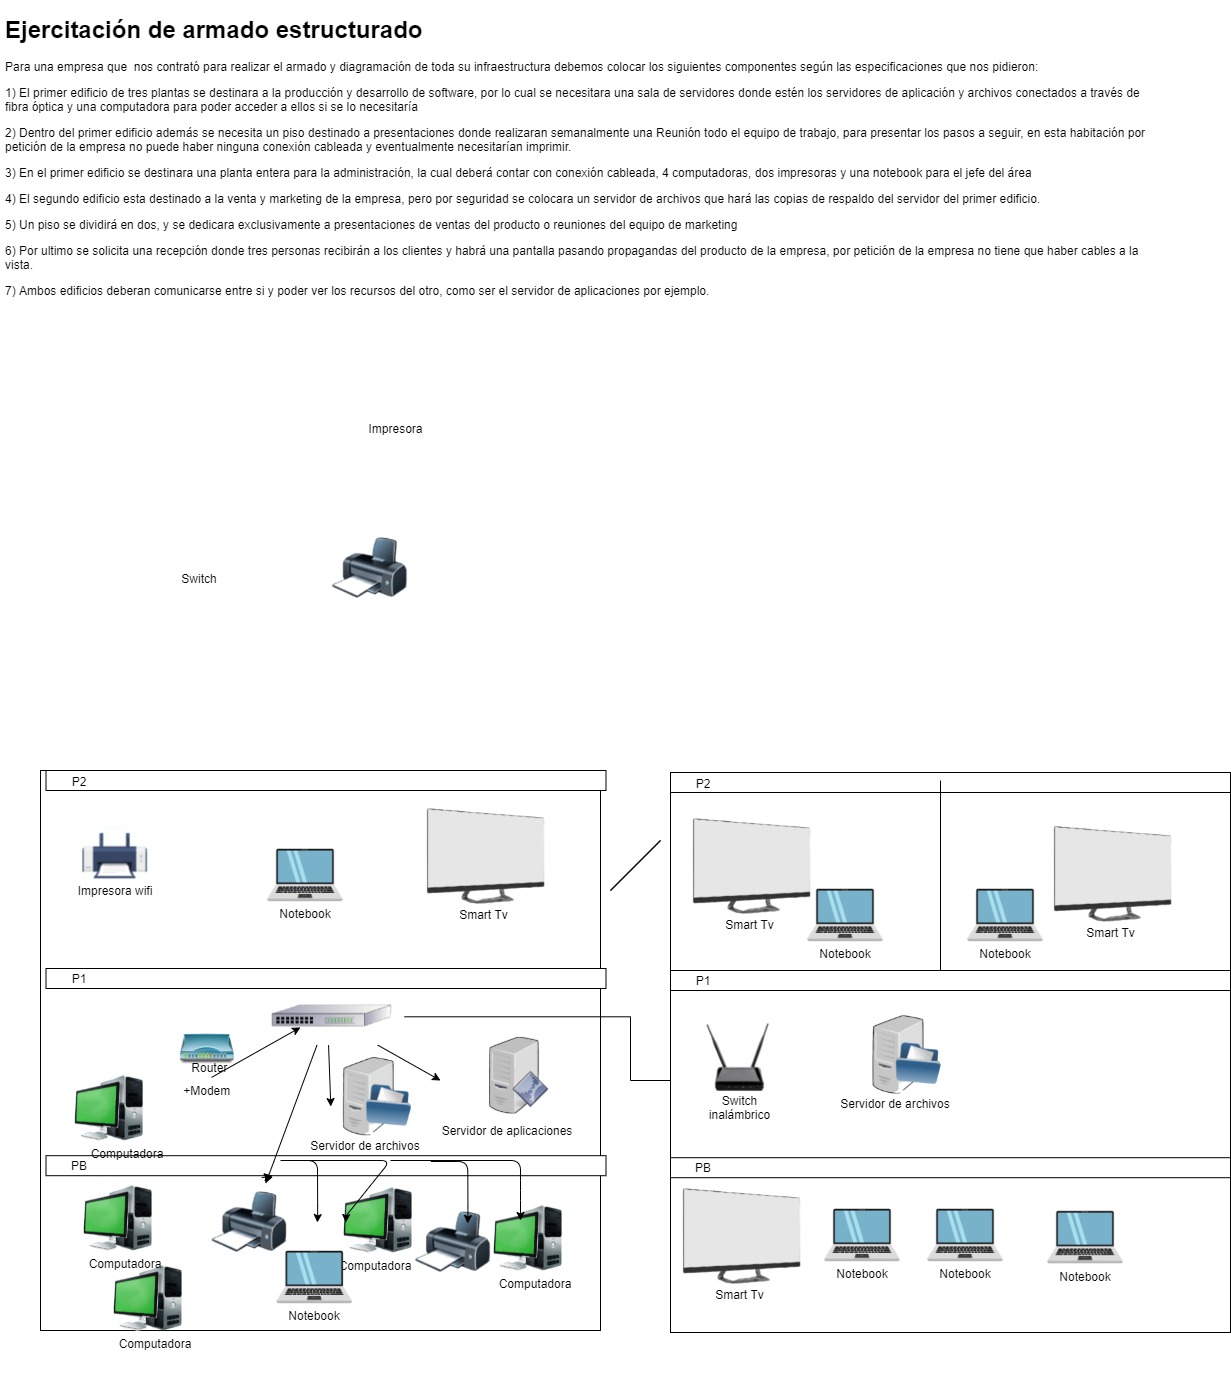 Ejercitación de armado estructurado
Para una empresa que  nos contrató para realizar el armado y diagramación de toda su infraestructura debemos colocar los siguientes componentes según las especificaciones que nos pidieron:
1) El primer edificio de tres plantas se destinara a la producción y desarrollo de software, por lo cual se necesitara una sala de servidores donde estén los servidores de aplicación y archivos conectados a través de
fibra óptica y una computadora para poder acceder a ellos si se lo necesitaría
2) Dentro del primer edificio además se necesita un piso destinado a presentaciones donde realizaran semanalmente una Reunión todo el equipo de trabajo, para presentar los pasos a seguir, en esta habitación por
petición de la empresa no puede haber ninguna conexión cableada y eventualmente necesitarían imprimir.
3) En el primer edificio se destinara una planta entera para la administración, la cual deberá contar con conexión cableada, 4 computadoras, dos impresoras y una notebook para el jefe del área
4) El segundo edificio esta destinado a la venta y marketing de la empresa, pero por seguridad se colocara un servidor de archivos que hará las copias de respaldo del servidor del primer edificio.
5) Un piso se dividirá en dos, y se dedicara exclusivamente a presentaciones de ventas del producto o reuniones del equipo de marketing
6) Por ultimo se solicita una recepción donde tres personas recibirán a los clientes y habrá una pantalla pasando propagandas del producto de la empresa, por petición de la empresa no tiene que haber cables a la
vista.
7) Ambos edificios deberan comunicarse entre si y poder ver los recursos del otro, como ser el servidor de aplicaciones por ejemplo.
Impresora
Switch
P2
Impresora wifi
Notebook
Smart Tv
P1
Router
+Modem
Computadora
Servidor de archivos
Servidor de aplicaciones
PB
Computadora
Computadora
Notebook
Computadora
Computadora
P2
Smart Tv
Notebook
Notebook
Smart Tv
P1
Switch
inalámbrico
Servidor de archivos
PB
Smart Tv
Notebook
Notebook
Notebook